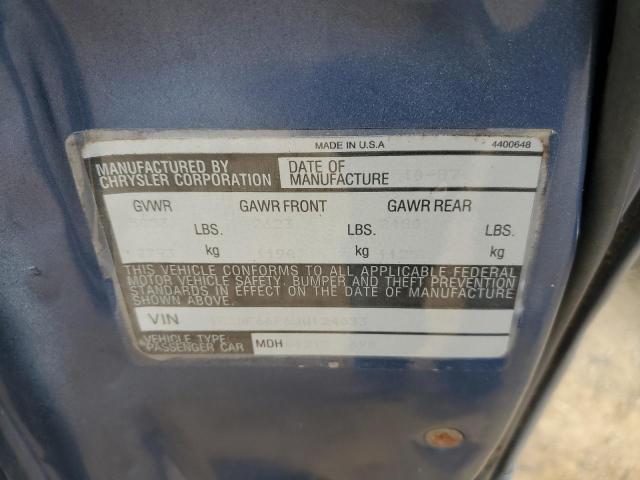 MADE IN U.S.A 4400648
MANUFACTURED BY CHRYSLER CORPORATION DATE OF MANUFACTURE 10-87
GVWR GAWR FRONT GAWR REAR
LBS. LBS. LBS.
kg kg kg
THIS VEHICLE CONFORMS TO ALL APPLICABLE FEDERAL
MOTOR VEHICLE SAFETY, BUMPER AND THEFT PREVENTION
STANDARDS IN EFFECT ON THE DATE OF MANUFACTURE
SHOWN ABOVE.
VIN
VEHICLE TYPE: PASSENGER CAR MDH